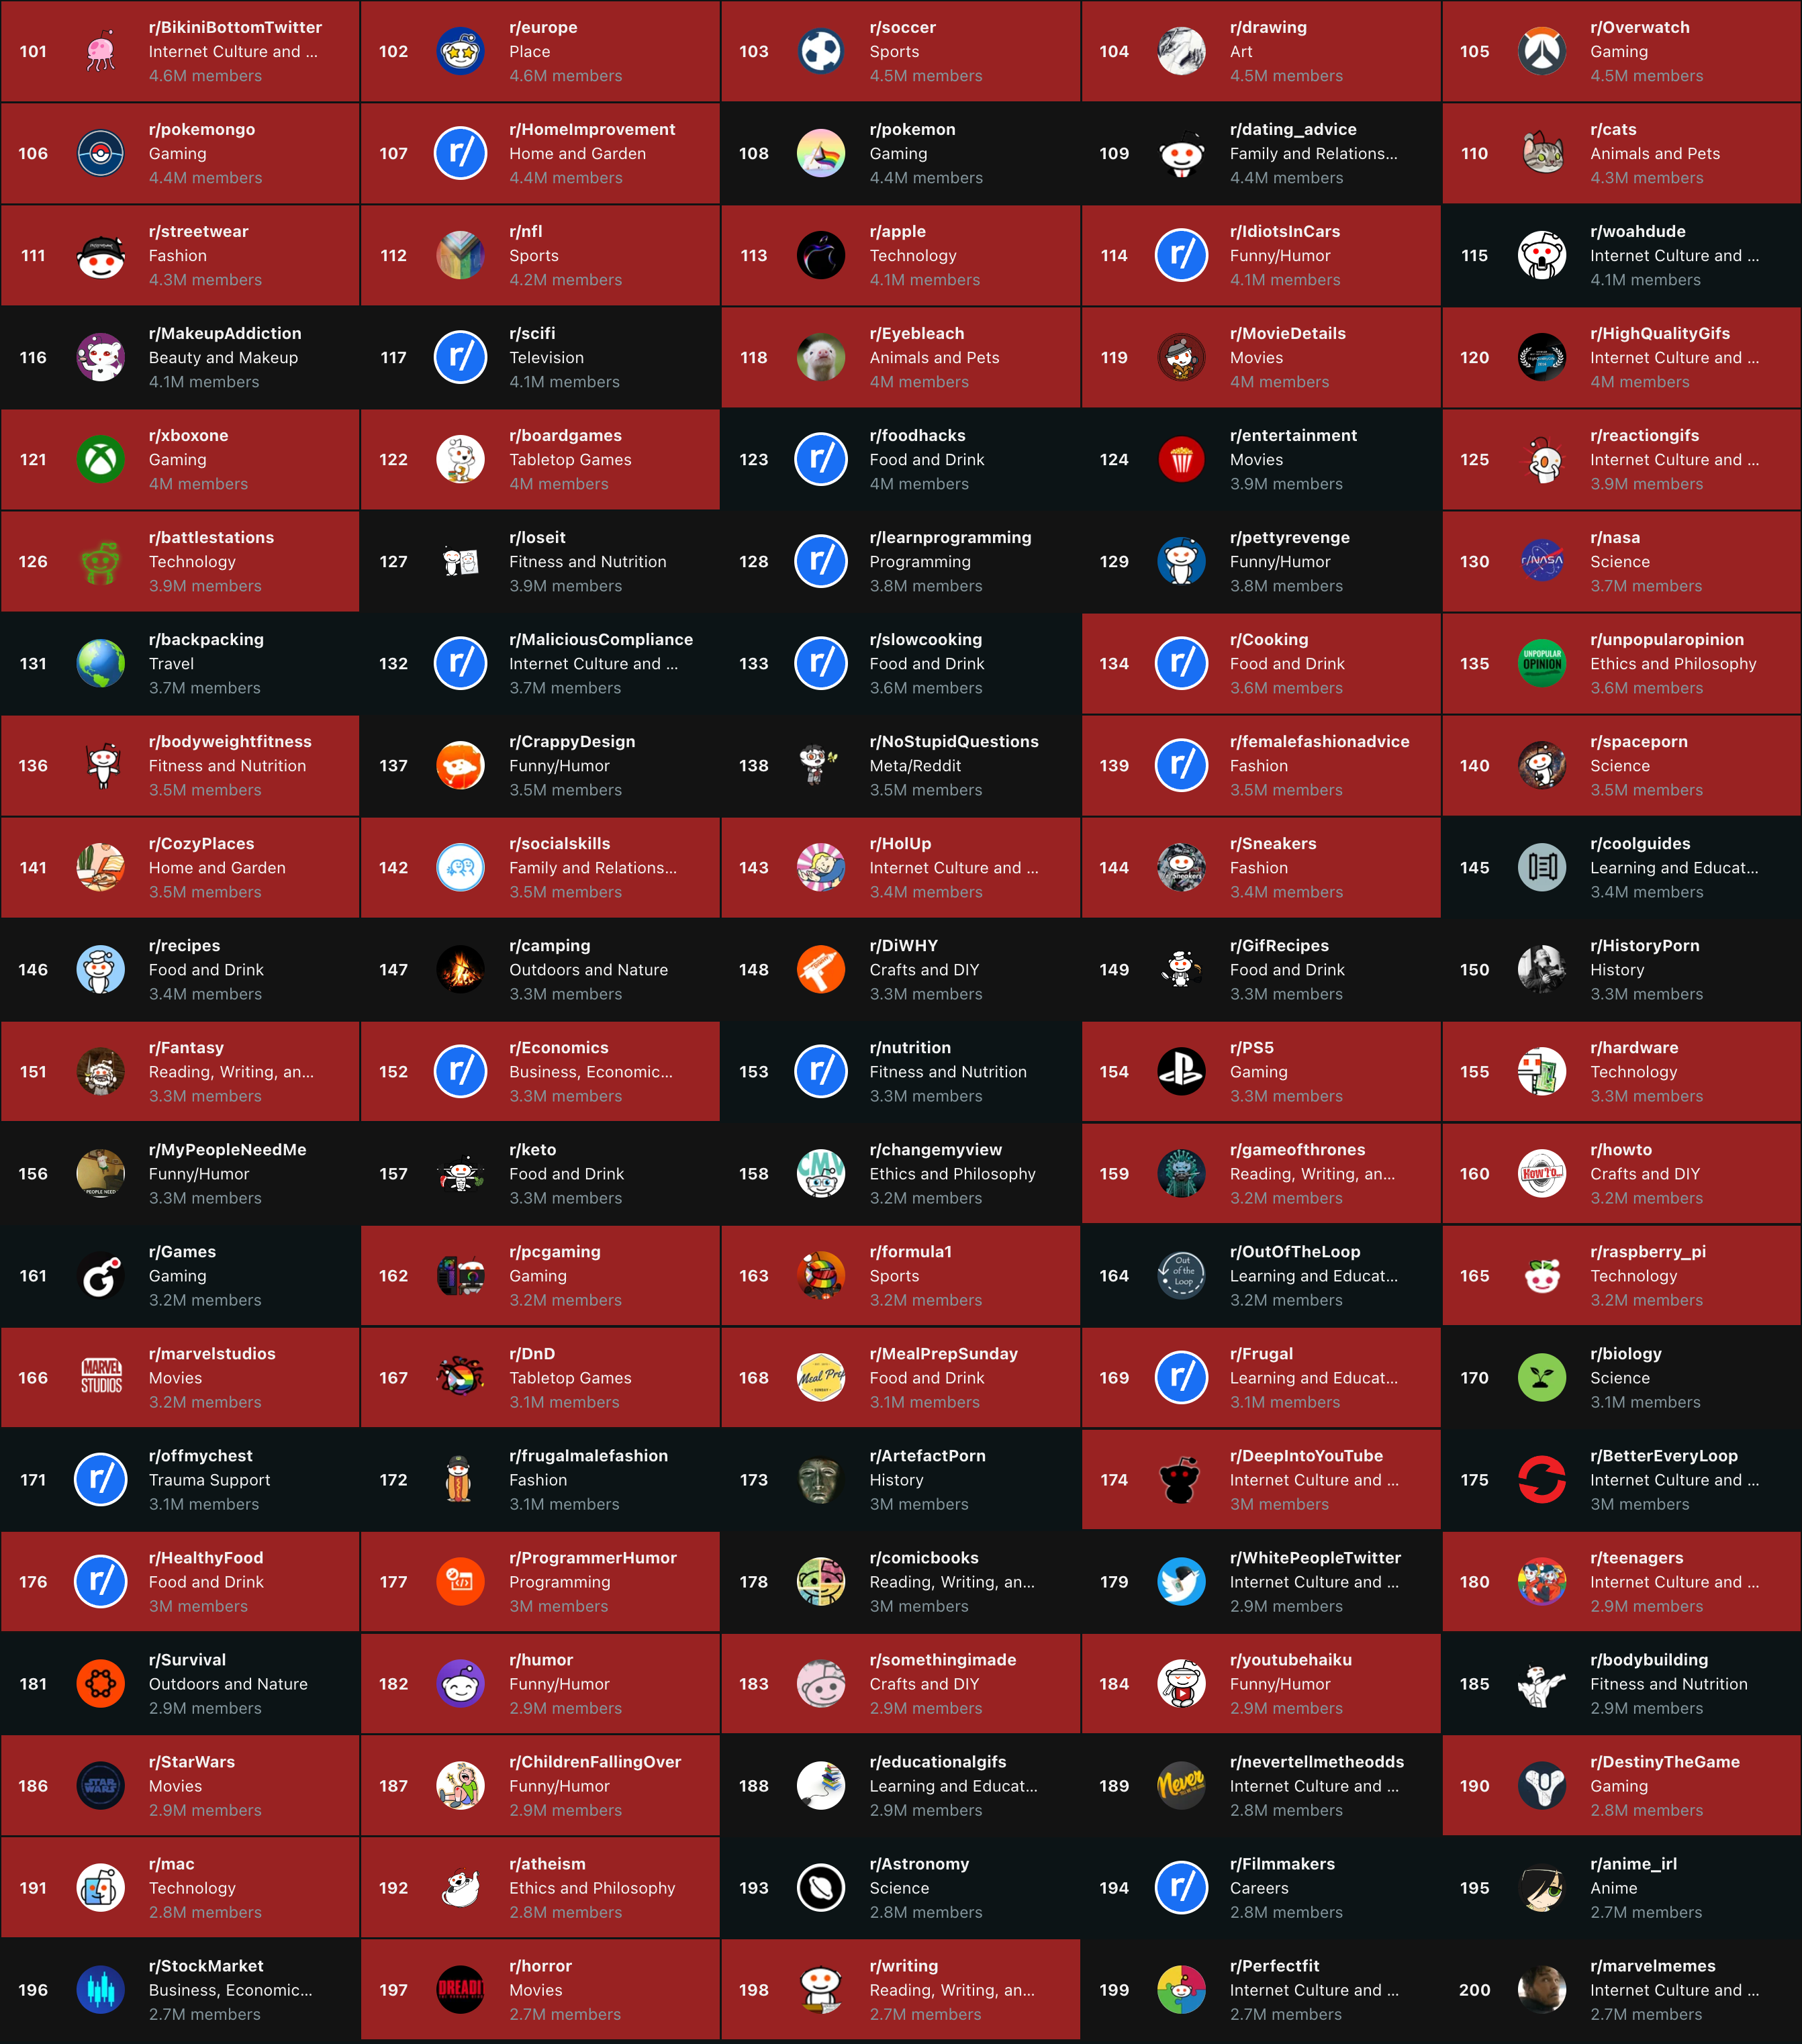 101
r/BikiniBottomTwitter
Internet Culture and ...
4.6M members
102
r/europe
Place
4.6M members
103
r/soccer
Sports
4.5M members
104
r/drawing
Art
4.5M members
105
r/Overwatch
Gaming
4.5M members
106
r/pokemongo
Gaming
4.4M members
107
r/
r/HomeImprovement
Home and Garden
4.4M members
108
r/pokemon
Gaming
4.4M members
109
r/dating_advice
Family and Relations...
4.4M members
110
r/cats
Animals and Pets
4.3M members
111
r/streetwear
Fashion
4.3M members
112
r/nfl
Sports
4.2M members
113
r/apple
Technology
4.1M members
114
r/
r/IdiotsInCars
Funny/Humor
4.1M members
115
r/woahdude
Internet Culture and ...
4.1M members
116
r/MakeupAddiction
Beauty and Makeup
4.1M members
117
r/
r/scifi
Television
4.1M members
118
r/Eyebleach
Animals and Pets
4M members
119
r/MovieDetails
Movies
4M members
120
r/HighQualityGifs
Internet Culture and ...
4M members
121
r/xboxone
Gaming
4M members
122
r/boardgames
Tabletop Games
4M members
123
r/
r/foodhacks
Food and Drink
4M members
124
r/entertainment
Movies
3.9M members
125
r/reactiongifs
Internet Culture and ...
3.9M members
126
r/battlestations
Technology
3.9M members
127
r/loseit
Fitness and Nutrition
3.9M members
128
r/
r/learnprogramming
Programming
3.8M members
129
r/pettyrevenge
Funny/Humor
3.8M members
130
r/NASA
r/nasa
Science
3.7M members
131
r/backpacking
Travel
3.7M members
132
r/
r/MaliciousCompliance
Internet Culture and ...
3.7M members
133
r/
r/slowcooking
Food and Drink
3.6M members
134
r/
r/Cooking
Food and Drink
3.6M members
135
UNPOPULAR
OPINION
r/unpopularopinion
Ethics and Philosophy
3.6M members
136
r/bodyweightfitness
Fitness and Nutrition
3.5M members
137
r/CrappyDesign
Funny/Humor
3.5M members
138
r/NoStupidQuestions
Meta/Reddit
3.5M members
139
r/
r/femalefashionadvice
Fashion
3.5M members
140
r/spaceporn
Science
3.5M members
141
r/CozyPlaces
Home and Garden
3.5M members
142
r/socialskills
Family and Relations...
3.5M members
143
r/HolUp
Internet Culture and ...
3.4M members
144
Sneakers
r/Sneakers
Fashion
3.4M members
145
r/coolguides
Learning and Educat...
3.4M members
146
r/recipes
Food and Drink
3.4M members
147
r/camping
Outdoors and Nature
3.3M members
148
r/DiWHY
Crafts and DIY
3.3M members
149
r/GifRecipes
Food and Drink
3.3M members
150
r/HistoryPorn
History
3.3M members
151
r/Fantasy
Reading, Writing, an...
3.3M members
152
r/
r/Economics
Business, Economic...
3.3M members
153
r/
r/nutrition
Fitness and Nutrition
3.3M members
154
r/PS5
Gaming
3.3M members
155
r/hardware
Technology
3.3M members
156
PEOPLE NEED
r/MyPeopleNeedMe
Funny/Humor
3.3M members
157
r/keto
Food and Drink
3.3M members
158
CMV
r/changemyview
Ethics and Philosophy
3.2M members
159
r/gameofthrones
Reading, Writing, an...
3.2M members
160
HOWTO
r/howto
Crafts and DIY
3.2M members
161
r/Games
Gaming
3.2M members
162
r/pcgaming
Gaming
3.2M members
163
r/formula1
Sports
3.2M members
164
Out
of the
Loop
r/OutOfTheLoop
Learning and Educat...
3.2M members
165
r/raspberry_pi
Technology
3.2M members
166
MARVEL
STUDIOS
r/marvelstudios
Movies
3.2M members
167
r/DnD
Tabletop Games
3.1M members
168
Meal Prep
r/MealPrepSunday
Food and Drink
3.1M members
169
r/
r/Frugal
Learning and Educat...
3.1M members
170
r/biology
Science
3.1M members
171
r/
r/offmychest
Trauma Support
3.1M members
172
r/frugalmalefashion
Fashion
3.1M members
173
r/ArtefactPorn
History
3M members
174
r/DeepIntoYouTube
Internet Culture and ...
3M members
175
r/BetterEveryLoop
Internet Culture and ...
3M members
176
r/
r/HealthyFood
Food and Drink
3M members
177
r/ProgrammerHumor
Programming
3M members
178
r/comicbooks
Reading, Writing, an...
3M members
179
r/WhitePeopleTwitter
Internet Culture and ...
2.9M members
180
r/teenagers
Internet Culture and ...
2.9M members
181
r/Survival
Outdoors and Nature
2.9M members
182
r/humor
Funny/Humor
2.9M members
183
r/somethingimade
Crafts and DIY
2.9M members
184
r/youtubehaiku
Funny/Humor
2.9M members
185
r/bodybuilding
Fitness and Nutrition
2.9M members
186
STAR
WARS
r/StarWars
Movies
2.9M members
187
r/ChildrenFallingOver
Funny/Humor
2.9M members
188
r/educationalgifs
Learning and Educat...
2.9M members
189
Never
r/nevertellmetheodds
Internet Culture and ...
2.8M members
190
r/DestinyTheGame
Gaming
2.8M members
191
r/mac
Technology
2.8M members
192
r/atheism
Ethics and Philosophy
2.8M members
193
r/Astronomy
Science
2.8M members
194
r/
r/Filmmakers
Careers
2.8M members
195
r/anime_irl
Anime
2.7M members
196
r/StockMarket
Business, Economic...
2.7M members
197
DREADI
r/horror
Movies
2.7M members
198
r/writing
Reading, Writing, an...
2.7M members
199
r/Perfectfit
Internet Culture and ...
2.7M members
200
r/marvelmemes
Internet Culture and ...
2.7M members